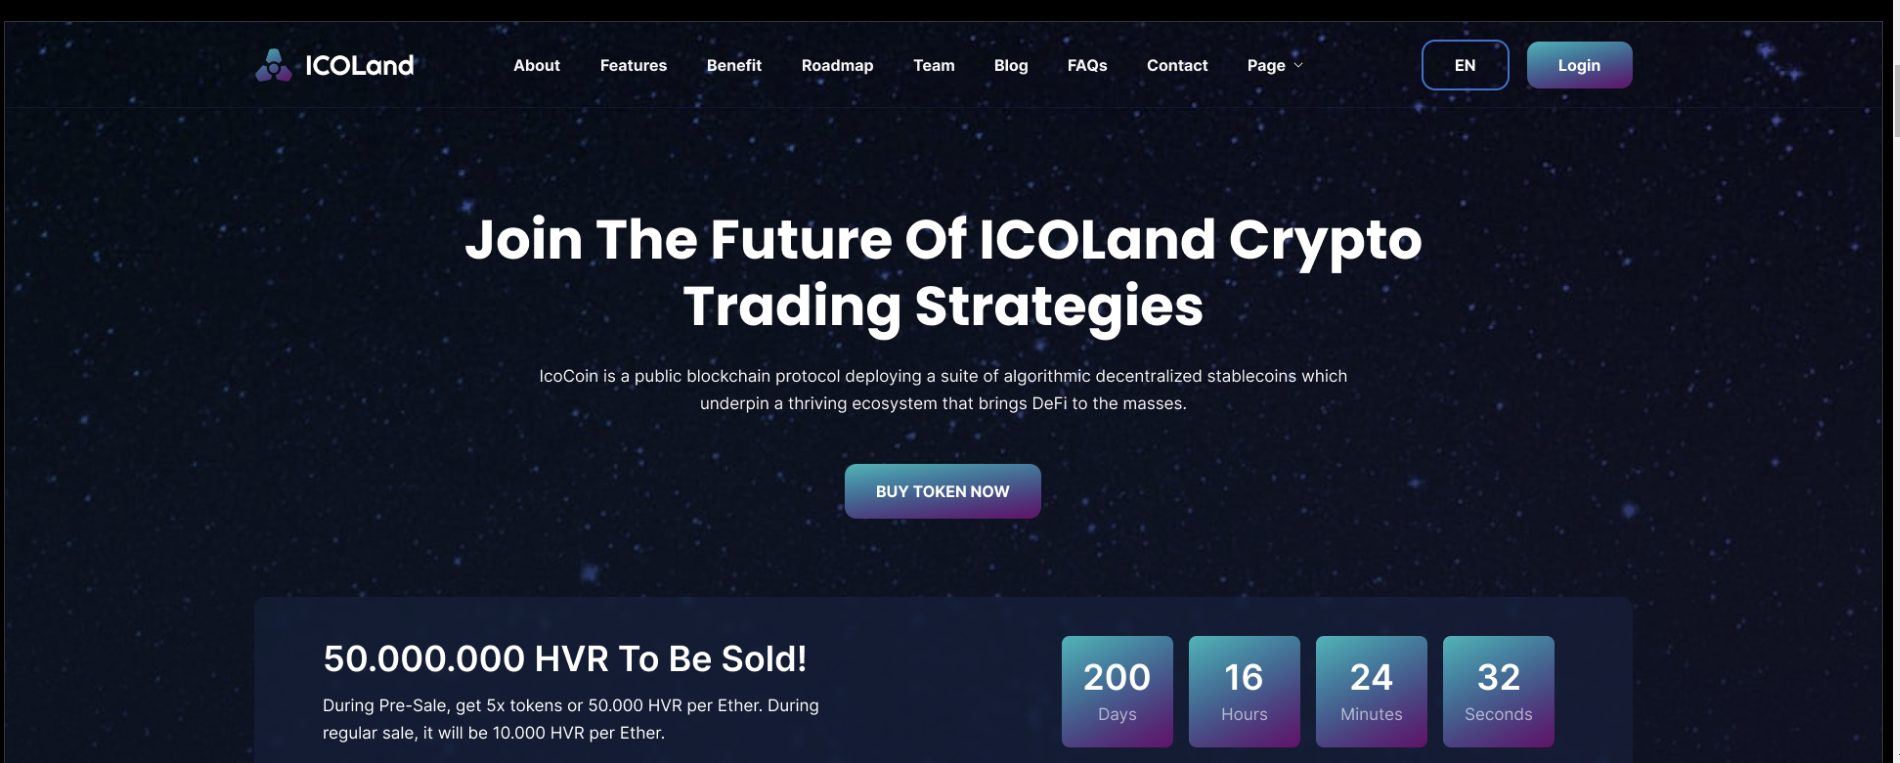 ICOLand
About Features Benefit Roadmap Team Blog FAQs Contact Page
EN
Login
Join The Future Of ICOLand Crypto
Trading Strategies
IcoCoin is a public blockchain protocol deploying a suite of algorithmic decentralized stablecoins which
underpin a thriving ecosystem that brings DeFi to the masses.
BUY TOKEN NOW
50.000.000 HVR To Be Sold!
During Pre-Sale, get 5x tokens or 50.000 HVR per Ether. During
regular sale, it will be 10.000 HVR per Ether.
200 16 24 32
Days Hours Minutes Seconds